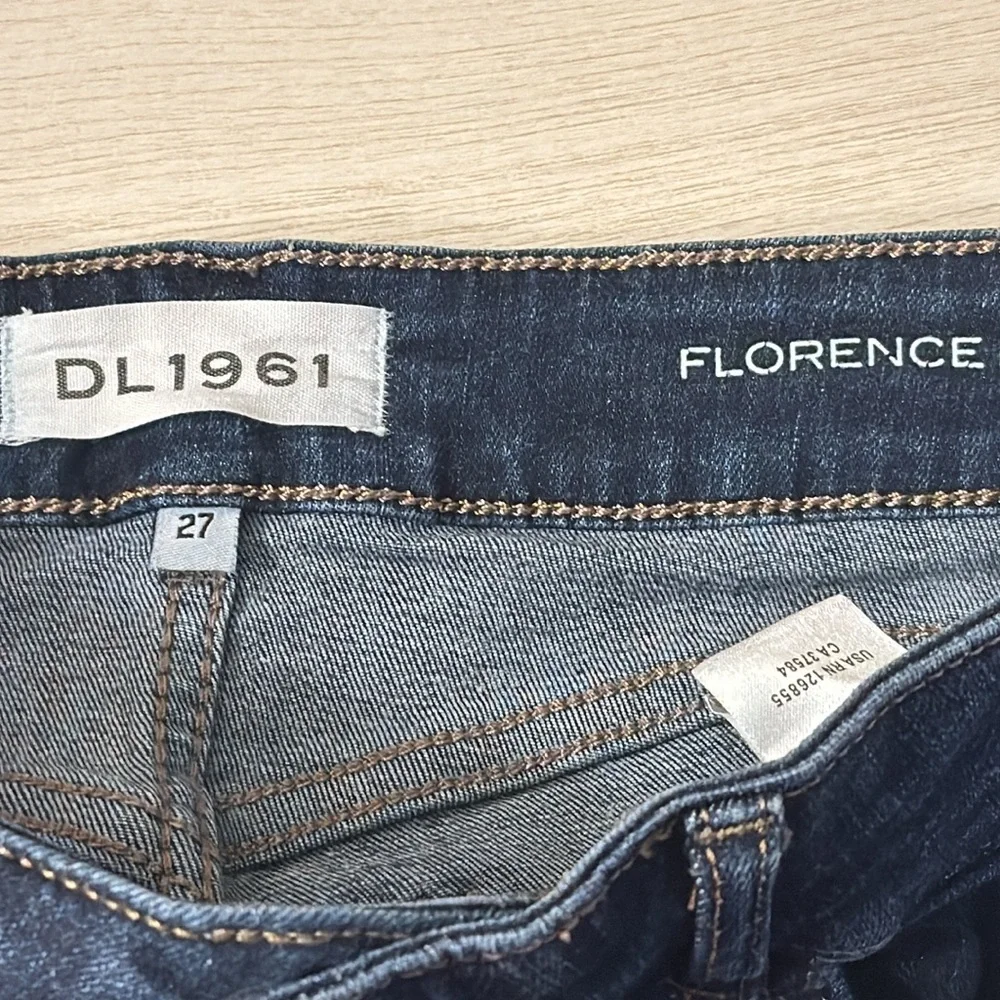 DL1961
FLORENCE
27
USA RN 126855
CA 37584